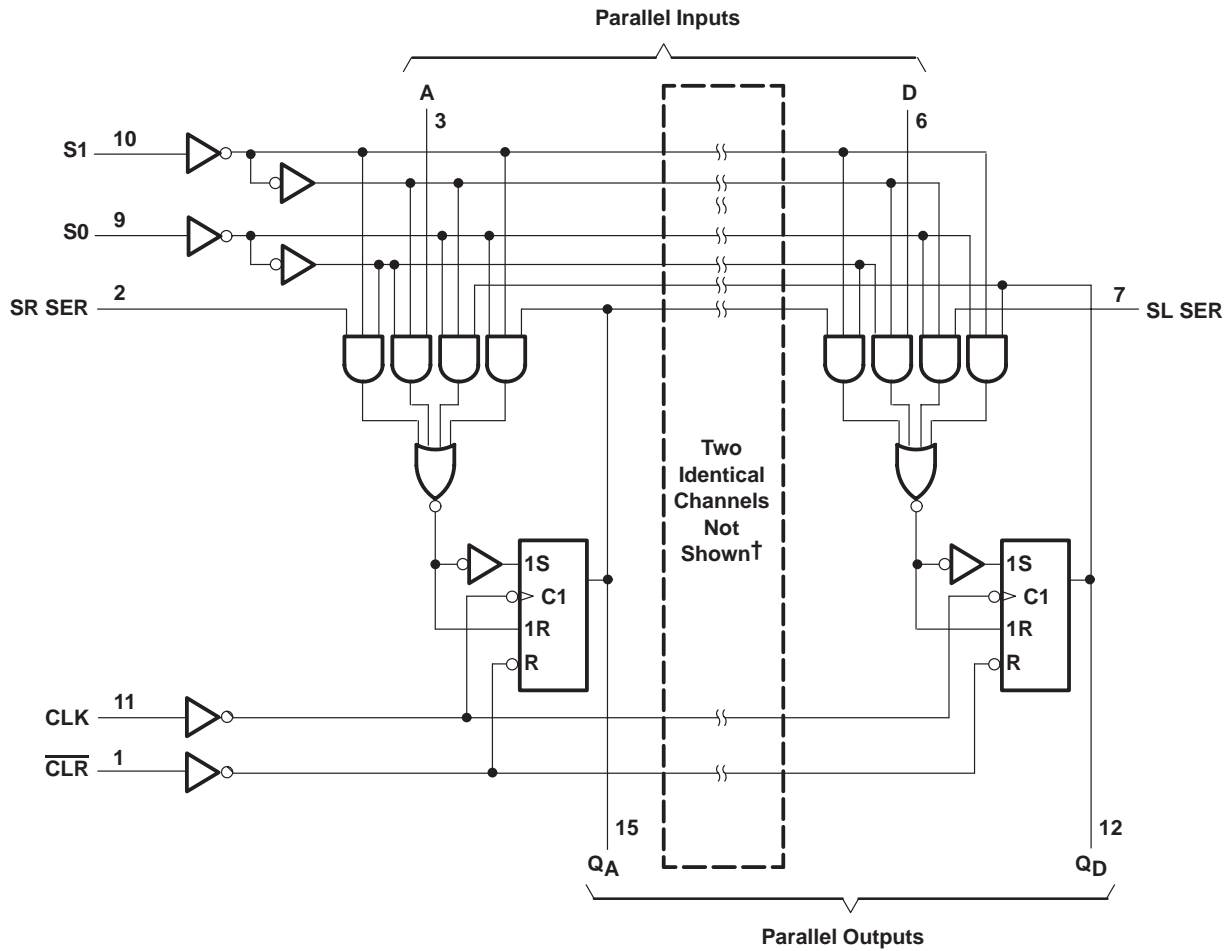 Parallel Inputs
A
D
3
6
S1
10
S0
9
SR SER
2
7
SL SER
Two
Identical
Channels
Not
Shown†
1S
C1
1R
R
1S
C1
1R
R
CLK
11
CLR
1
15
12
QA
QD
Parallel Outputs